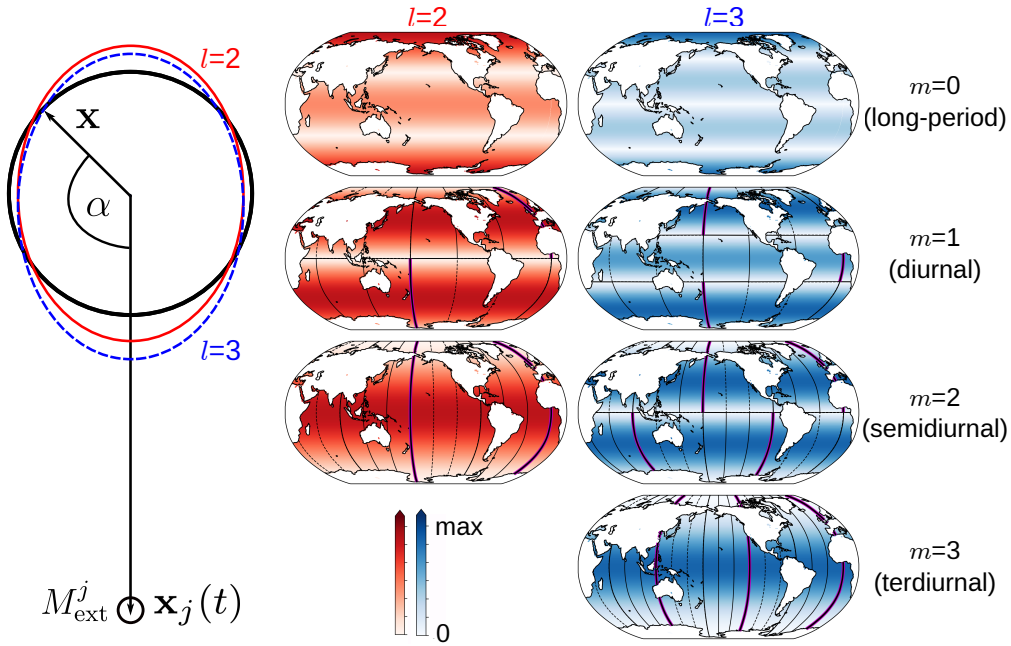 l=2
l=3
l=2
x
α
l=3
M^j_ext
x_j(t)
m=0
(long-period)
m=1
(diurnal)
m=2
(semidiurnal)
m=3
(terdiurnal)
max
0